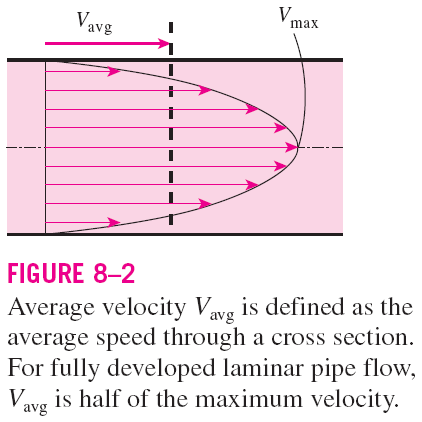 Vavg
Vmax
FIGURE 8–2
Average velocity Vavg is defined as the
average speed through a cross section.
For fully developed laminar pipe flow,
Vavg is half of the maximum velocity.